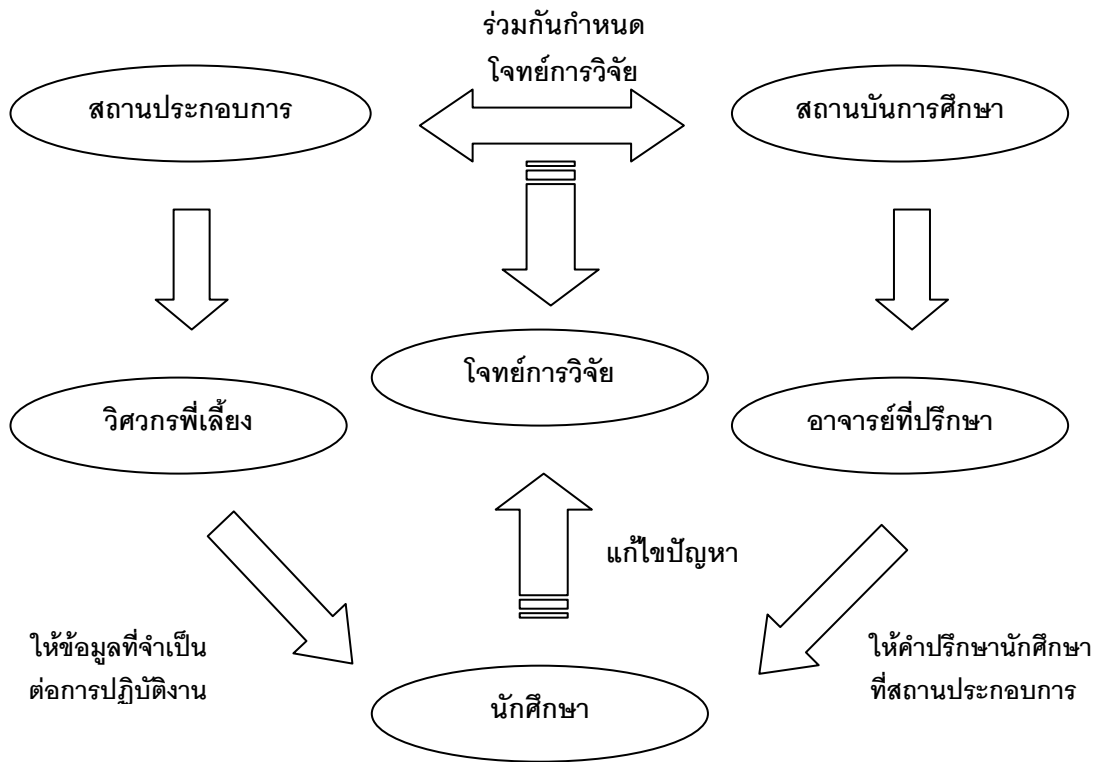 ร่วมกันกำหนด
โจทย์การวิจัย
สถานประกอบการ
สถานบันการศึกษา
โจทย์การวิจัย
วิศวกรพี่เลี้ยง
อาจารย์ที่ปรึกษา
แก้ไขปัญหา
ให้ข้อมูลที่จำเป็น
ต่อการปฏิบัติงาน
ให้คำปรึกษานักศึกษา
ที่สถานประกอบการ
นักศึกษา